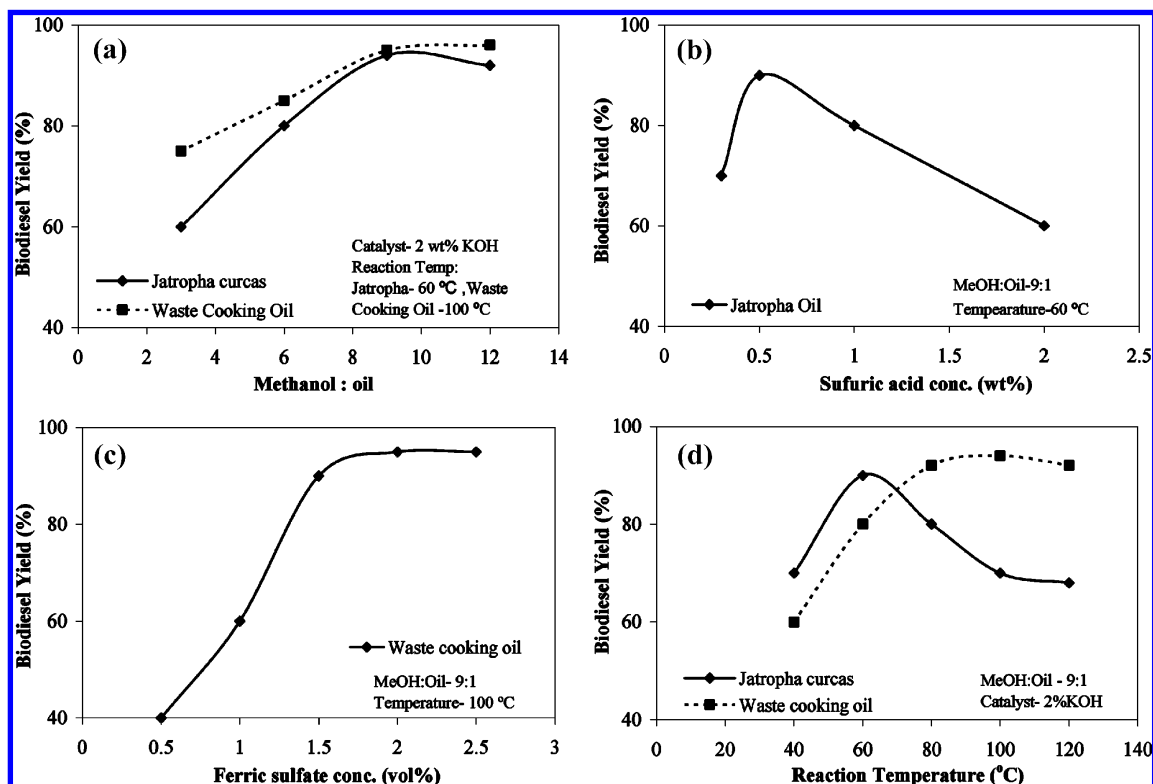 (a)
100
80
60
40
Biodiesel Yield (%)
Jatropha curcas
Waste Cooking Oil
Catalyst- 2 wt% KOH
Reaction Temp:
Jatropha- 60 ºC ,Waste
Cooking Oil -100 ºC
0 2 4 6 8 10 12 14
Methanol : oil
(b)
100
80
60
40
Biodiesel Yield (%)
Jatropha Oil
MeOH:Oil-9:1
Tempearature-60 ºC
0 0.5 1 1.5 2 2.5
Sufuric acid conc. (wt%)
(c)
100
80
60
40
Biodiesel Yield (%)
Waste cooking oil
MeOH:Oil- 9:1
Temperature- 100 ºC
0 0.5 1 1.5 2 2.5 3
Ferric sulfate conc. (vol%)
(d)
100
80
60
40
Biodiesel Yield (%)
Jatropha curcas
Waste cooking oil
MeOH:Oil - 9:1
Catalyst- 2%KOH
0 20 40 60 80 100 120 140
Reaction Temperature (ºC)